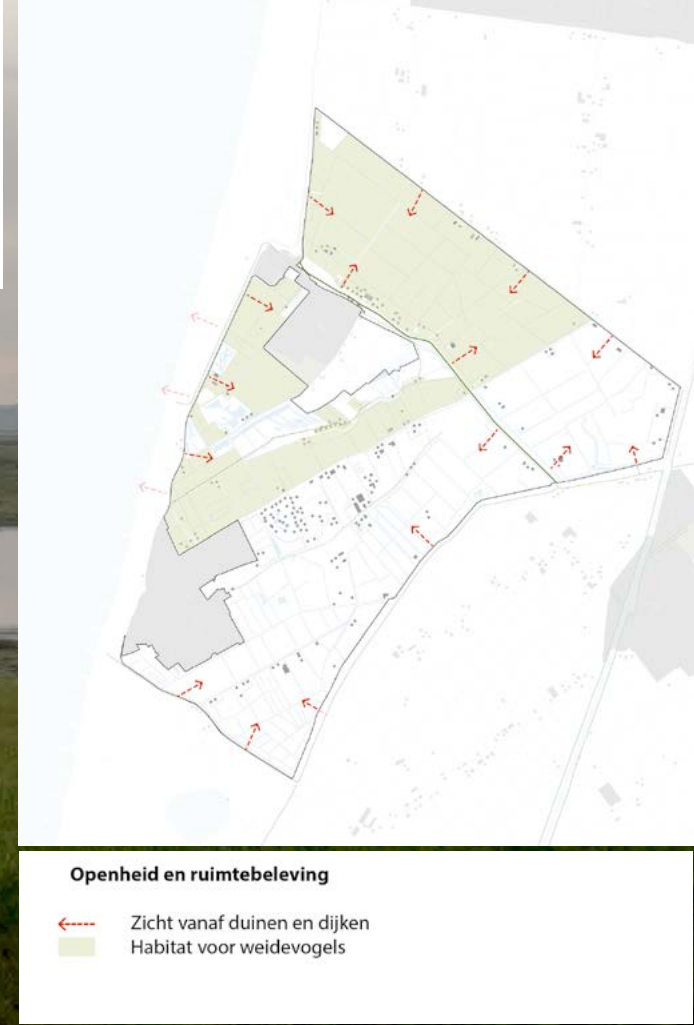 Openheid en ruimtebeleving
Zicht vanaf duinen en dijken
Habitat voor weidevogels